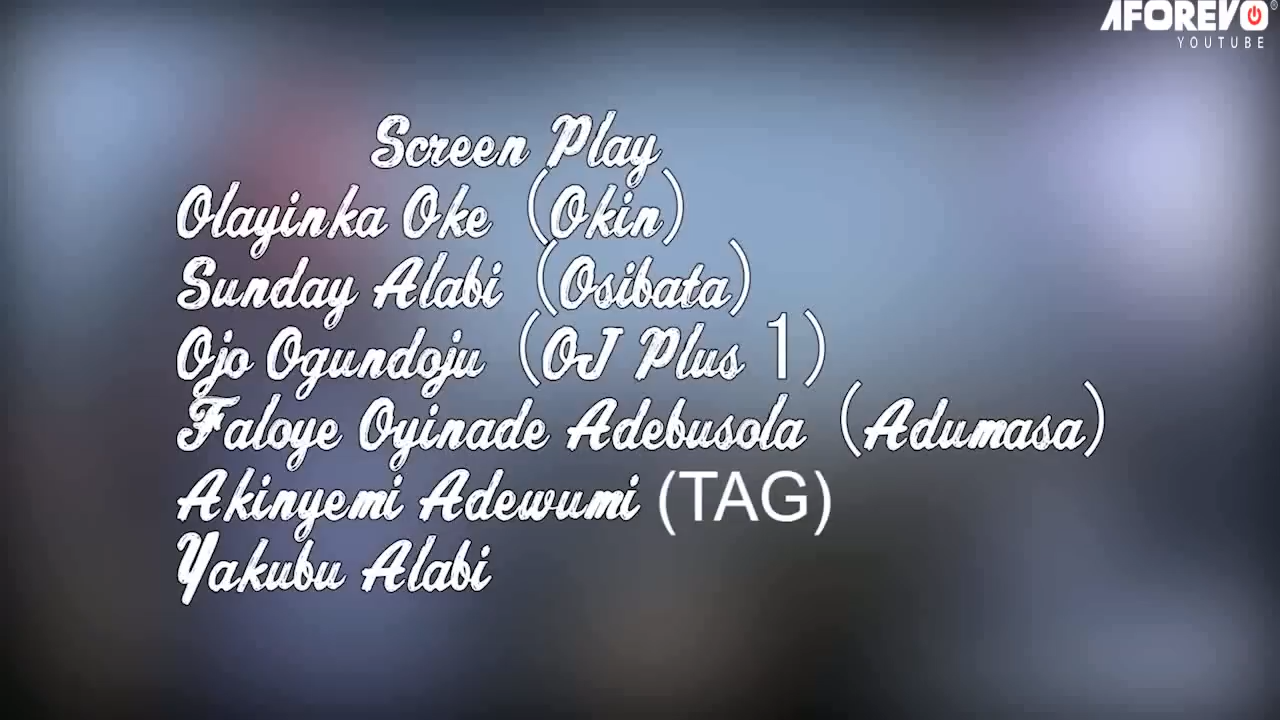 AFOREVO®
YOUTUBE
Screen Play
Olayinka Oke (Okin)
Sunday Alabi (Osibata)
Ojo Ogundoju (OJ Plus 1)
Faloye Oyinade Adebusola (Adumasa)
Akinyemi Adewumi (TAG)
Yakubu Alabi